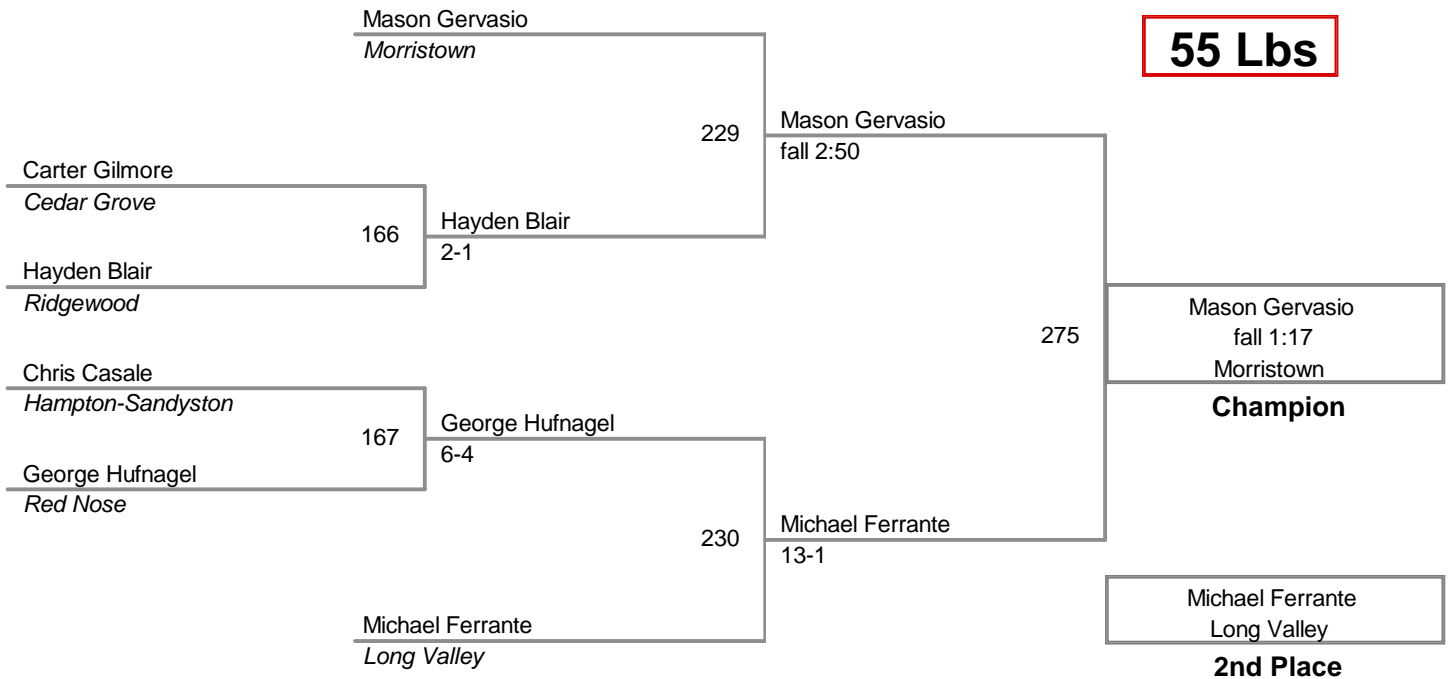 Mason Gervasio
Morristown
55 Lbs
229
Mason Gervasio
fall 2:50
Carter Gilmore
Cedar Grove
166
Hayden Blair
2-1
Hayden Blair
Ridgewood
275
Mason Gervasio
fall 1:17
Morristown
Champion
Chris Casale
Hampton-Sandyston
167
George Hufnagel
6-4
George Hufnagel
Red Nose
230
Michael Ferrante
13-1
Michael Ferrante
Long Valley
Michael Ferrante
Long Valley
2nd Place